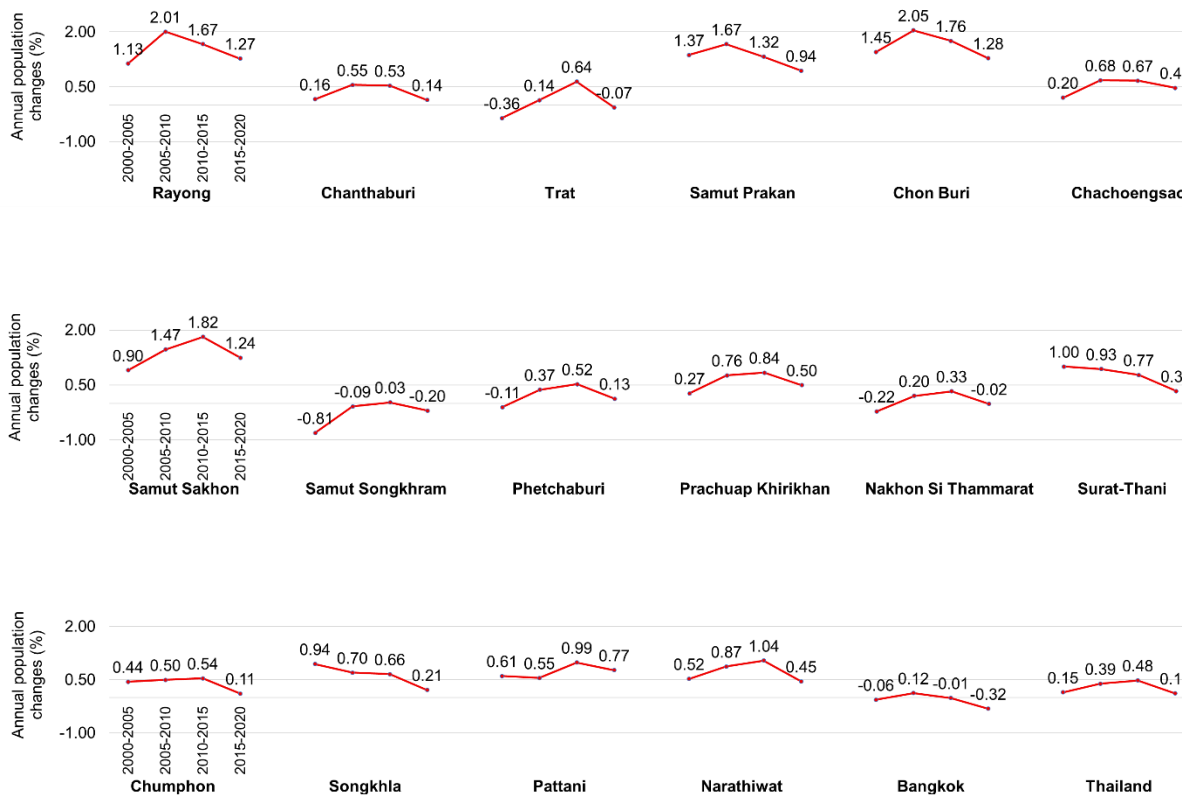 Annual population changes (%)
2.00
0.50
-1.00
1.13 2.01 1.67 1.27
0.16 0.55 0.53 0.14
-0.36 0.14 0.64 -0.07
1.37 1.67 1.32 0.94
1.45 2.05 1.76 1.28
0.20 0.68 0.67 0.4
2000-2005 2005-2010 2010-2015 2015-2020
Rayong Chanthaburi Trat Samut Prakan Chon Buri Chachoengsao
Annual population changes (%)
2.00
0.50
-1.00
0.90 1.47 1.82 1.24
-0.81 -0.09 0.03 -0.20
-0.11 0.37 0.52 0.13
0.27 0.76 0.84 0.50
-0.22 0.20 0.33 -0.02
1.00 0.93 0.77 0.3
2000-2005 2005-2010 2010-2015 2015-2020
Samut Sakhon Samut Songkhram Phetchaburi Prachuap Khirikhan Nakhon Si Thammarat Surat-Thani
Annual population changes (%)
2.00
0.50
-1.00
0.44 0.50 0.54 0.11
0.94 0.70 0.66 0.21
0.61 0.55 0.99 0.77
0.52 0.87 1.04 0.45
-0.06 0.12 -0.01 -0.32
0.15 0.39 0.48 0.1
2000-2005 2005-2010 2010-2015 2015-2020
Chumphon Songkhla Pattani Narathiwat Bangkok Thailand